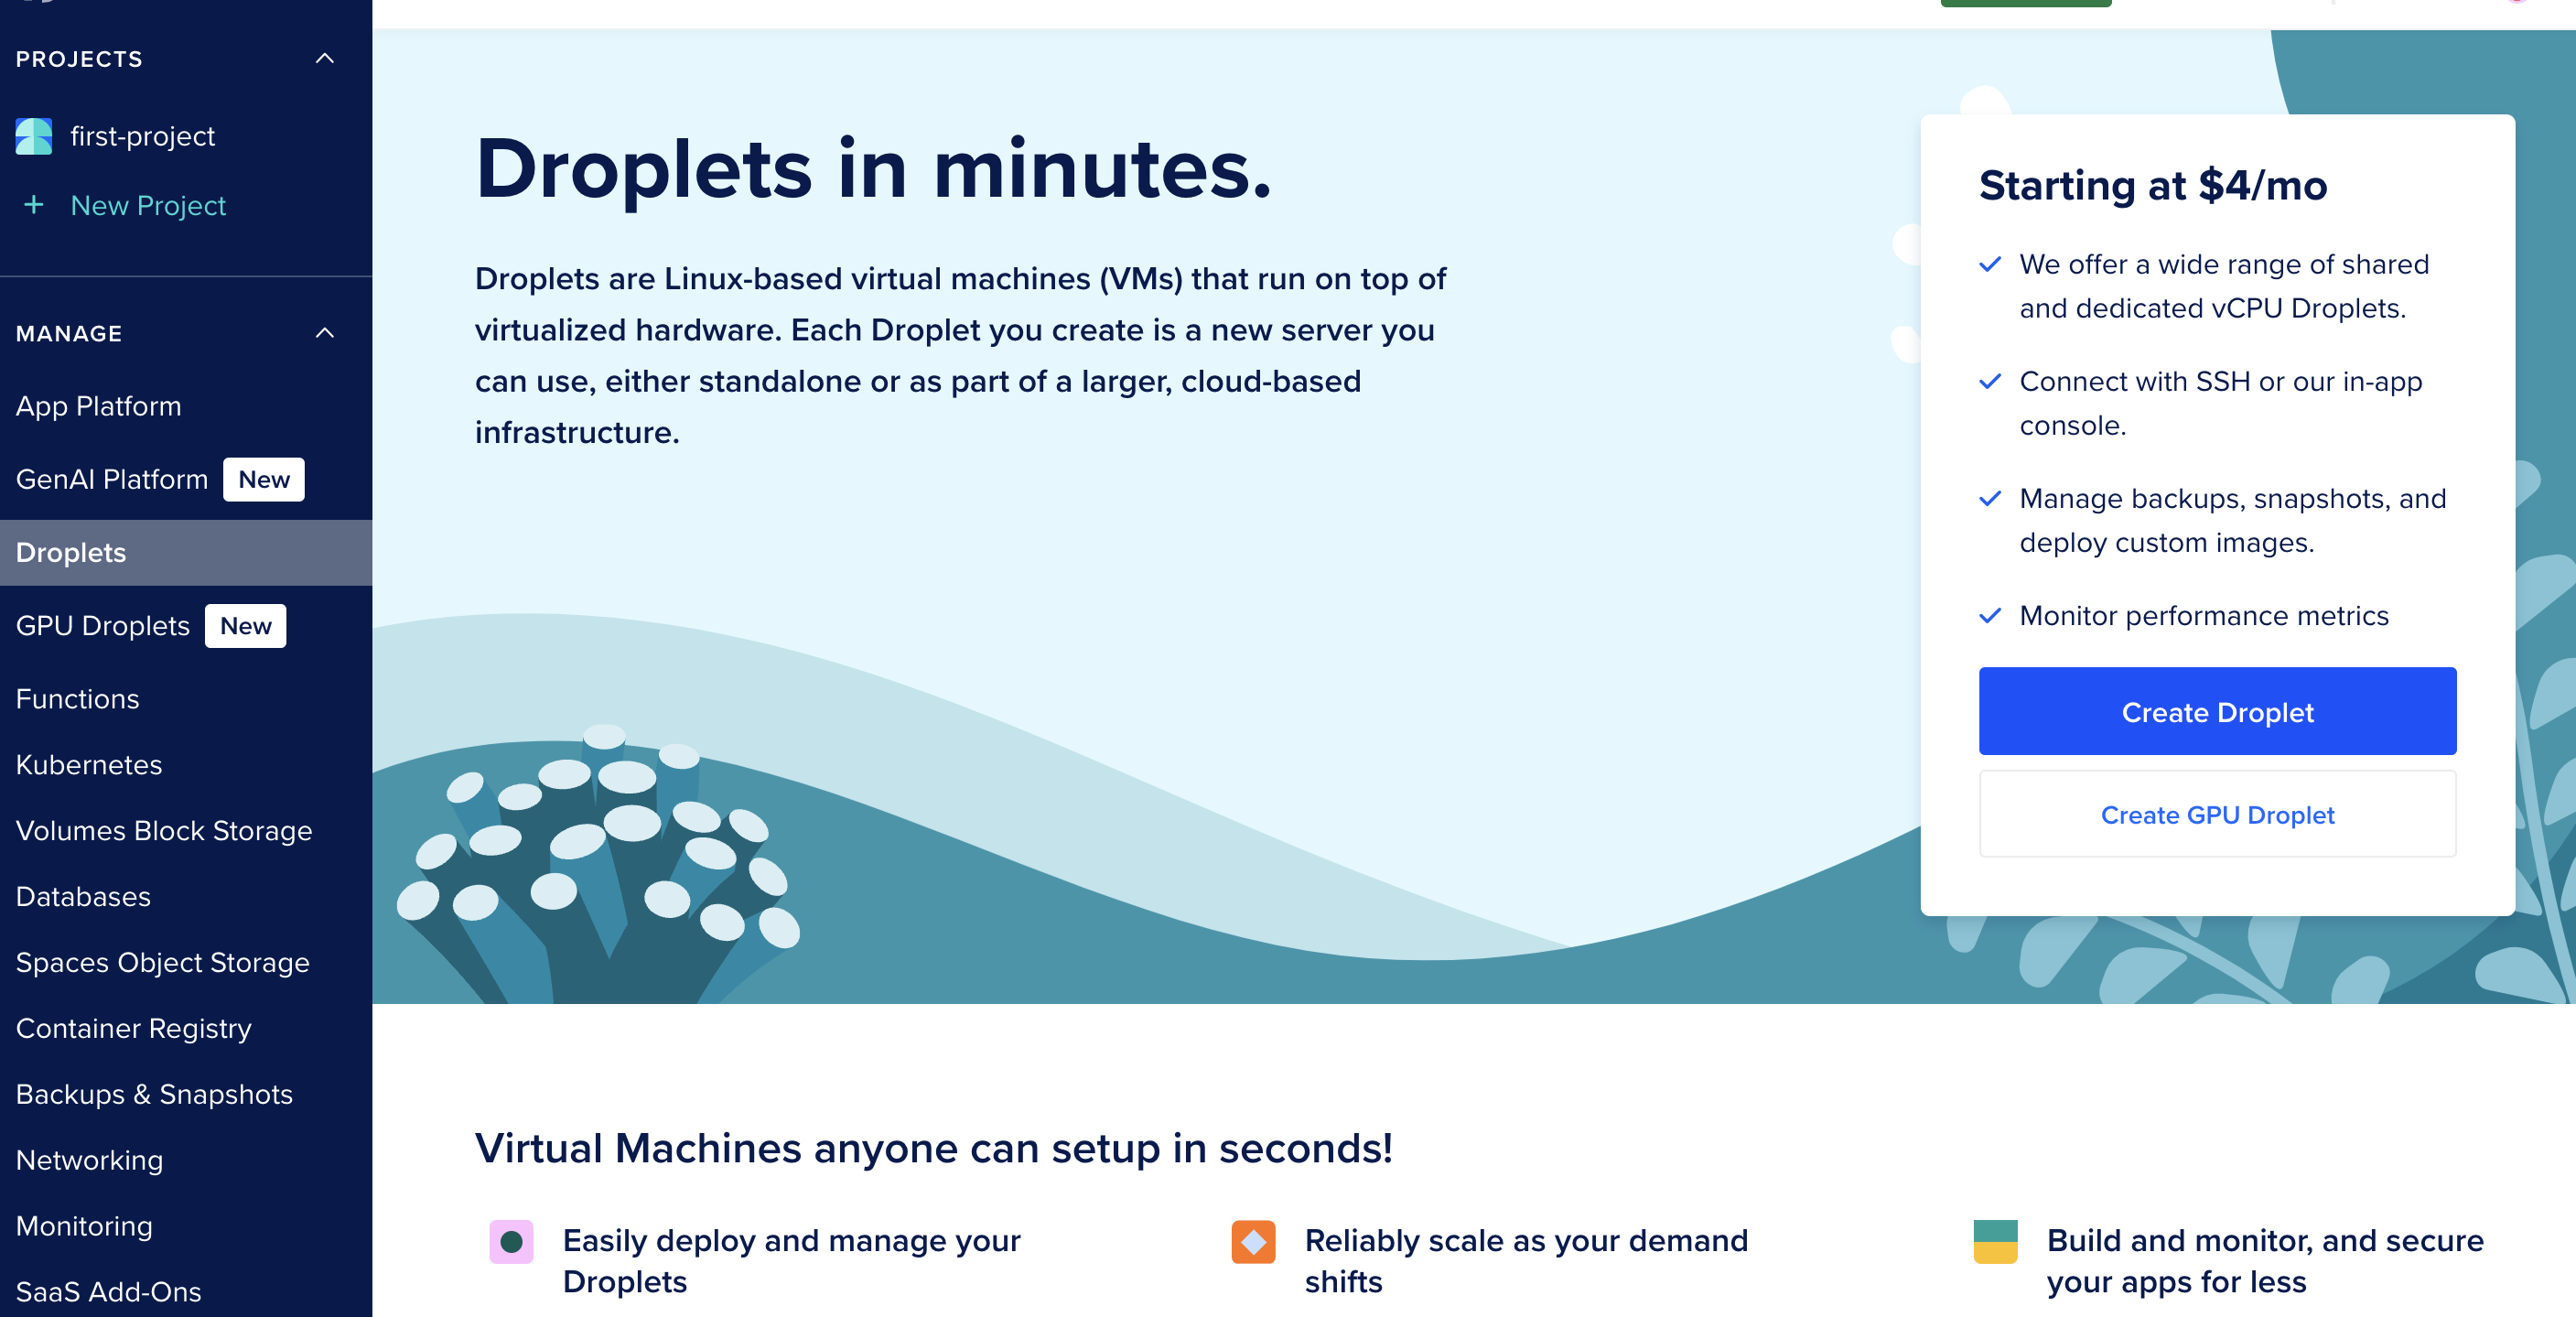 PROJECTS
first-project
+ New Project
MANAGE
App Platform
GenAI Platform New
Droplets
GPU Droplets New
Functions
Kubernetes
Volumes Block Storage
Databases
Spaces Object Storage
Container Registry
Backups & Snapshots
Networking
Monitoring
SaaS Add-Ons
Droplets in minutes.
Droplets are Linux-based virtual machines (VMs) that run on top of
virtualized hardware. Each Droplet you create is a new server you
can use, either standalone or as part of a larger, cloud-based
infrastructure.
Starting at $4/mo
We offer a wide range of shared
and dedicated vCPU Droplets.
Connect with SSH or our in-app
console.
Manage backups, snapshots, and
deploy custom images.
Monitor performance metrics
Create Droplet
Create GPU Droplet
Virtual Machines anyone can setup in seconds!
Easily deploy and manage your
Droplets
Reliably scale as your demand
shifts
Build and monitor, and secure
your apps for less